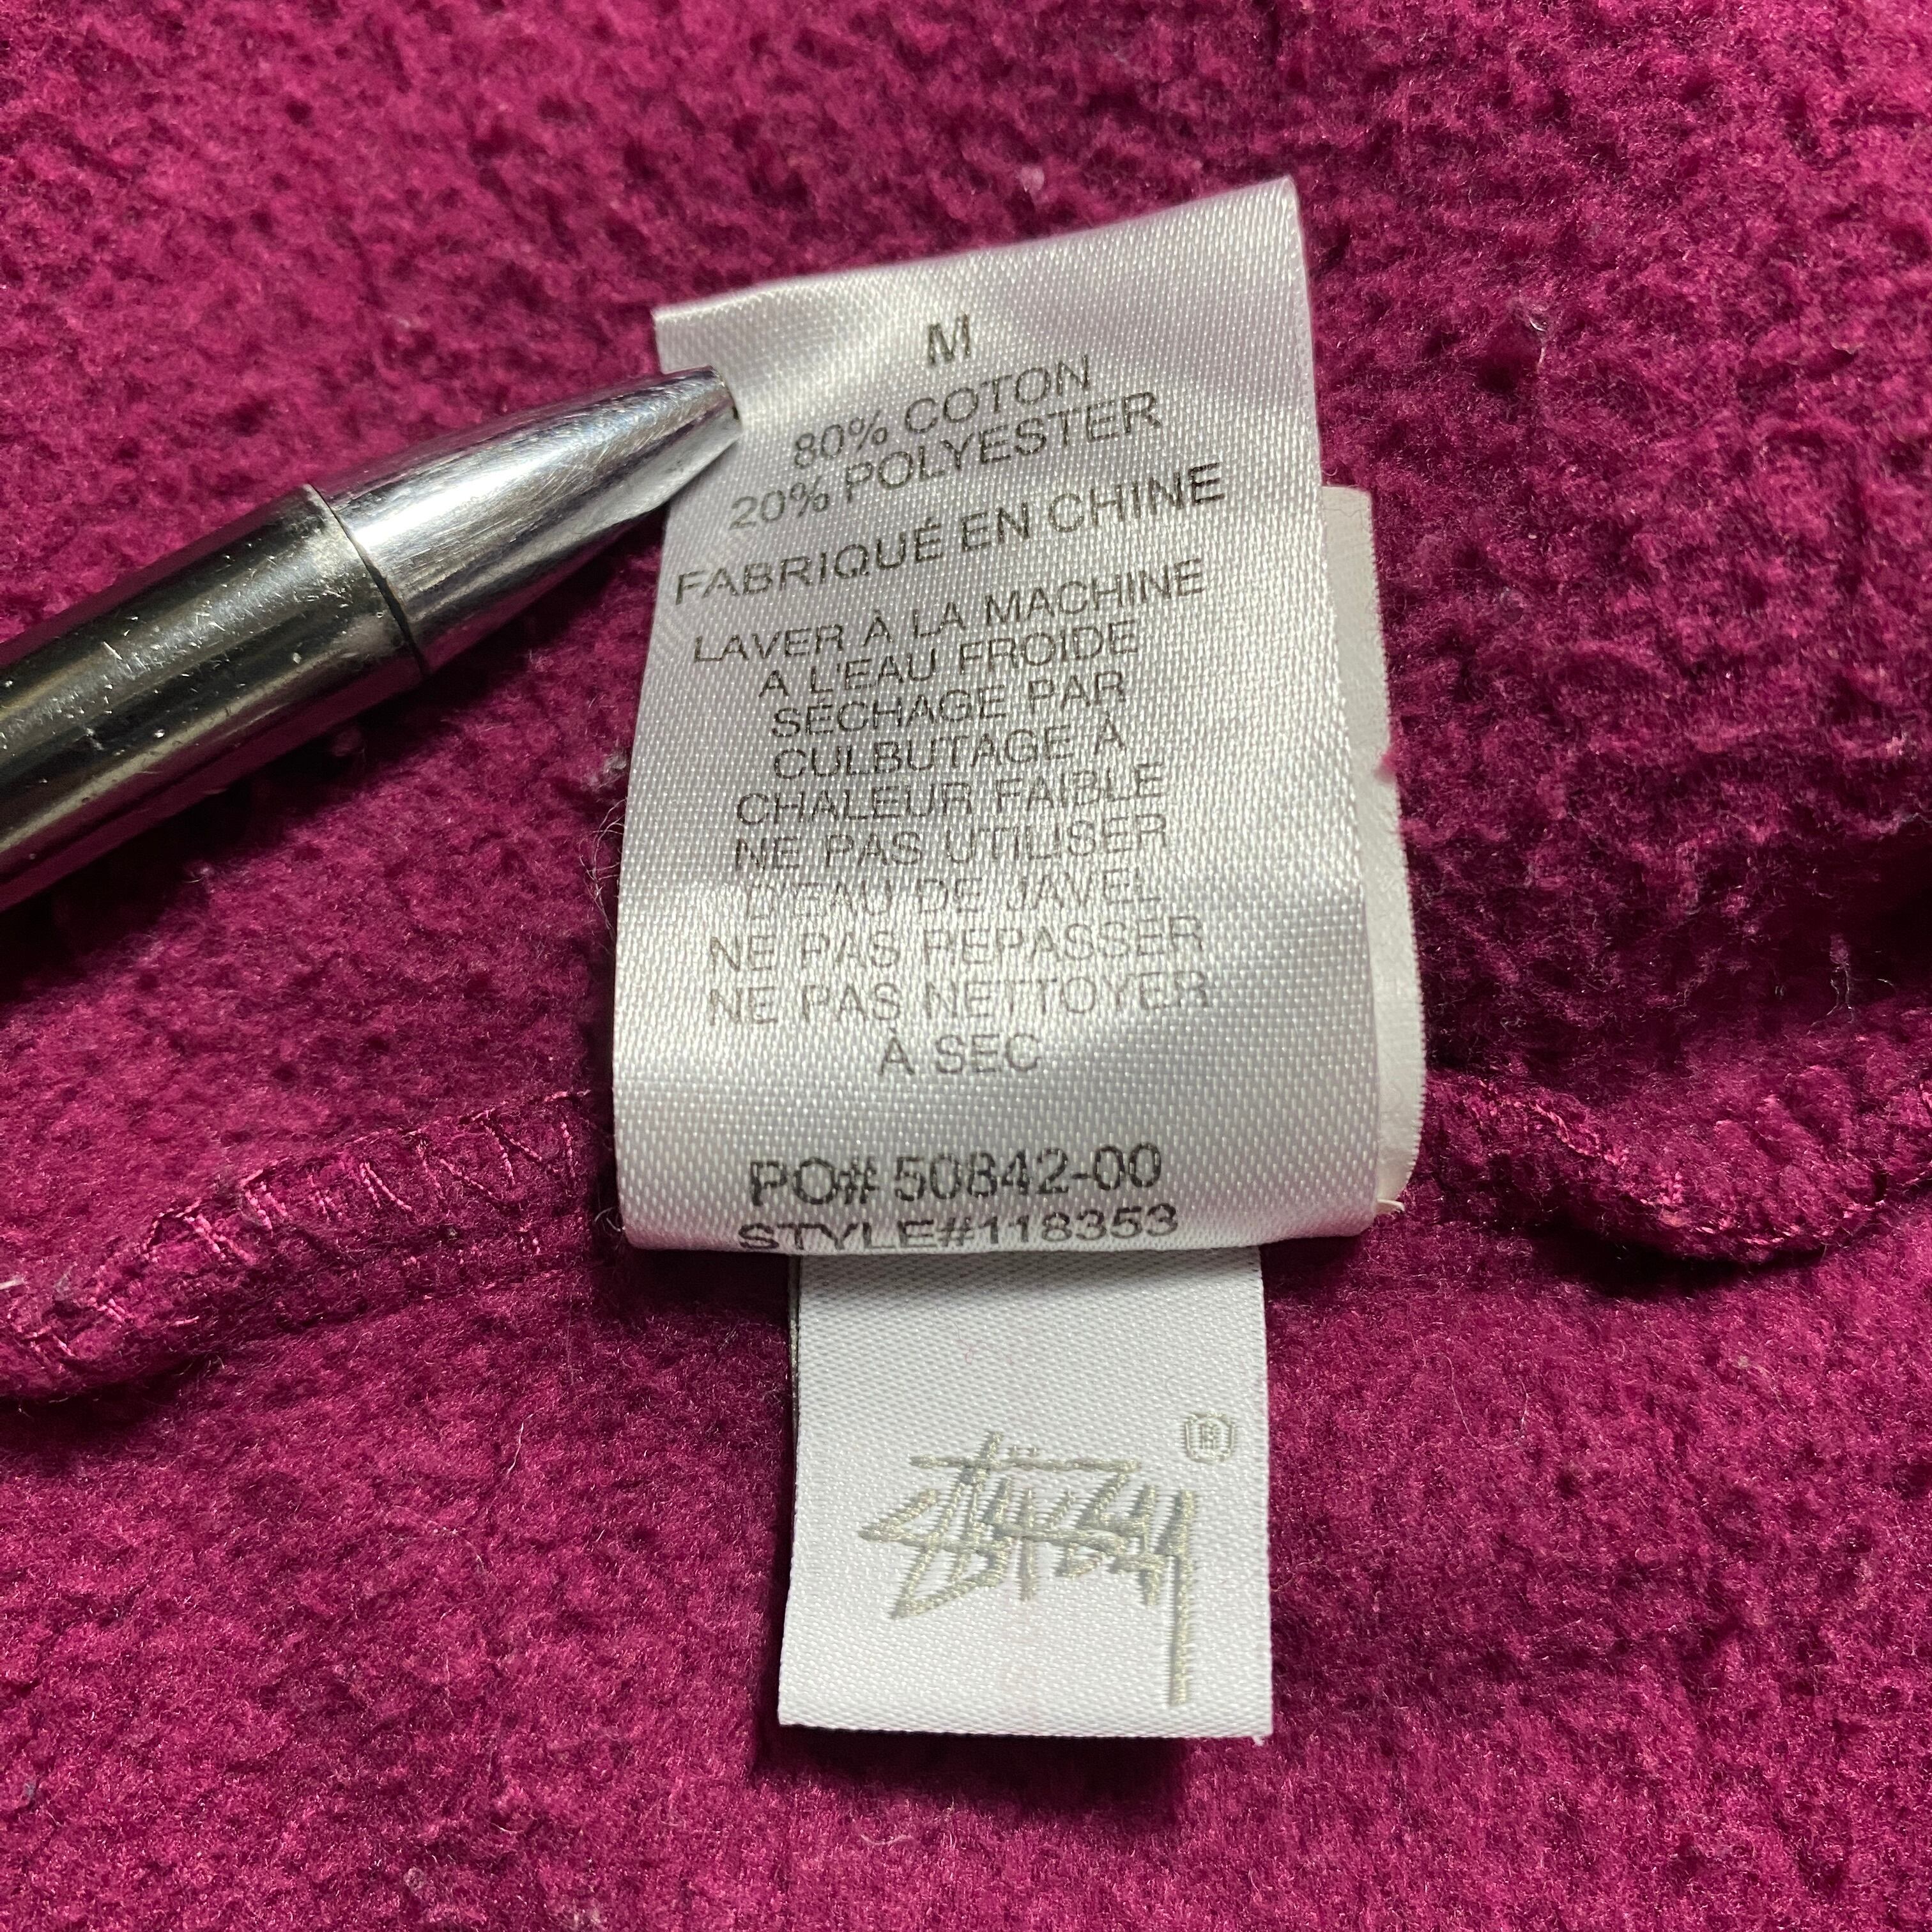 M
80% COTON
20% POLYESTER
FABRIQUÉ EN CHINE
LAVER À LA MACHINE
A L'EAU FROIDE
SÉCHAGE PAR
CULBUTAGE À
CHALEUR FAIBLE
NE PAS UTILISER
D'EAU DE JAVEL
NE PAS REPASSER
NE PAS NETTOYER
À SEC
PO# 50842-00
STYLE#118353
®
Stüssy